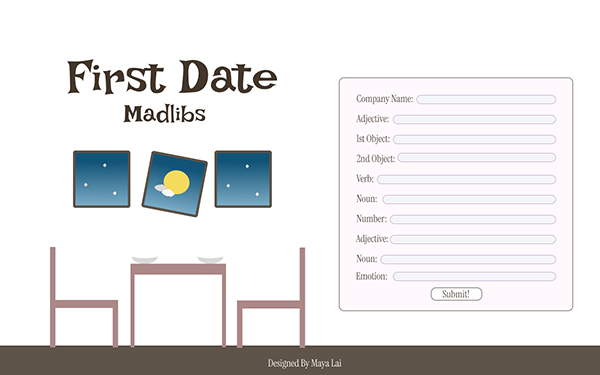 First Date
Madlibs
Company Name:
Adjective:
1st Object:
2nd Object:
Verb:
Noun:
Number:
Adjective:
Noun:
Emotion:
Submit!
Designed By Maya Lai